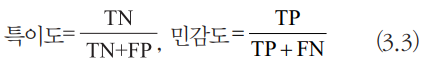 특이도= TN / TN+FP, 민감도= TP / TP + FN (3.3)